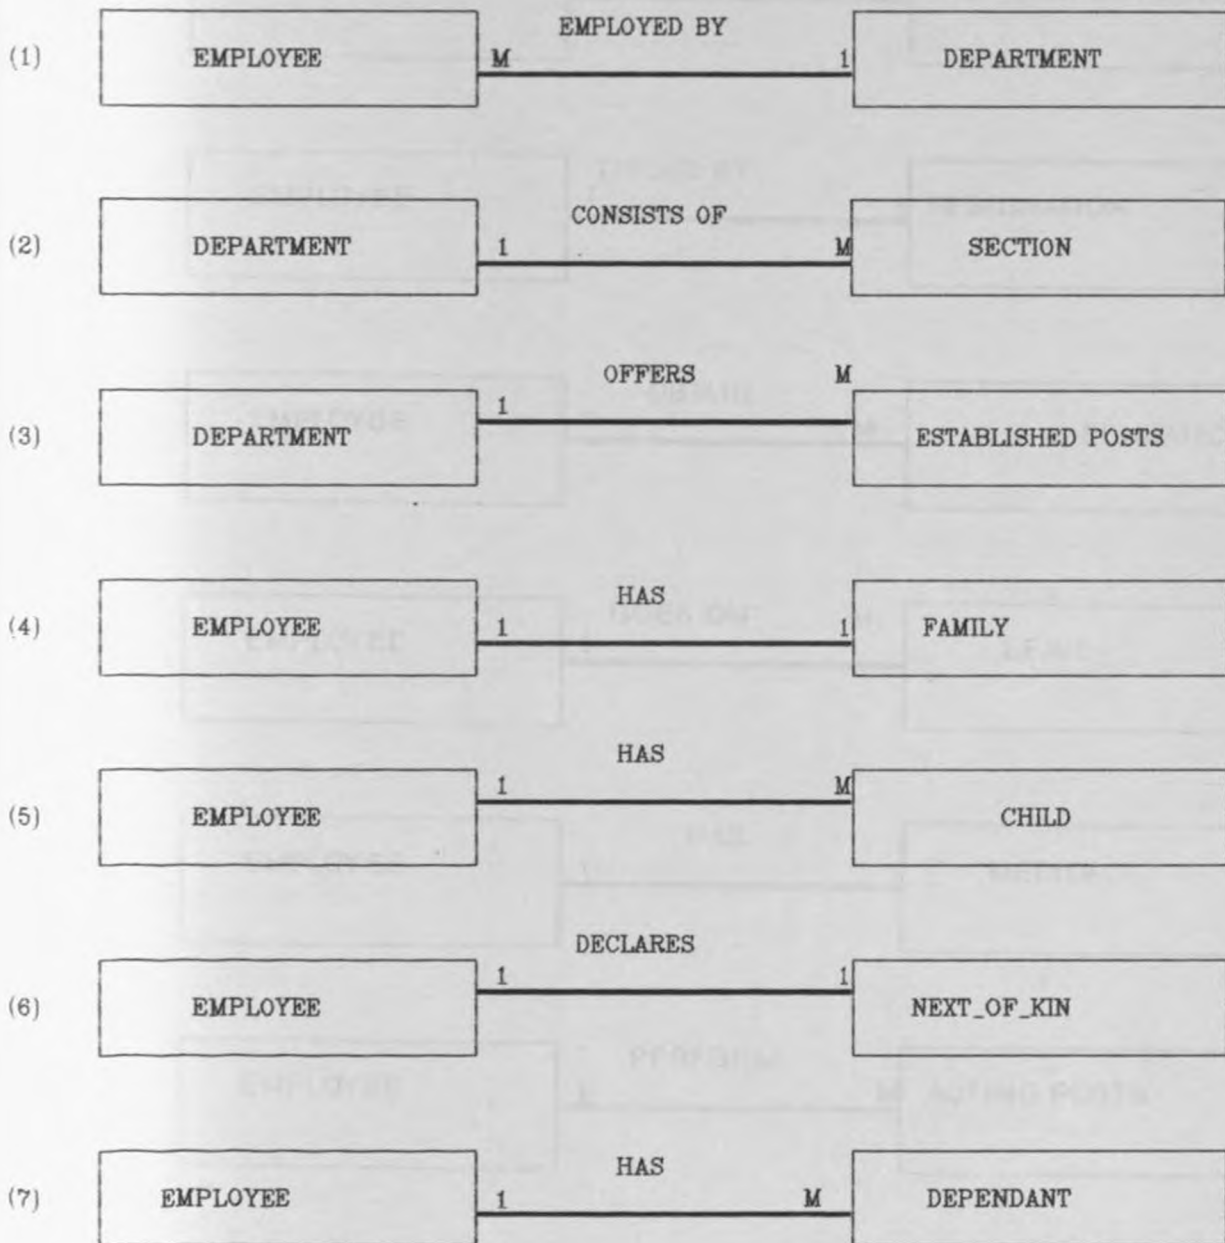 EMPLOYED BY
(1) EMPLOYEE M 1 DEPARTMENT
CONSISTS OF
(2) DEPARTMENT 1 M SECTION
OFFERS M
1
(3) DEPARTMENT ESTABLISHED POSTS
HAS
(4) EMPLOYEE 1 1 FAMILY
HAS
1 M
(5) EMPLOYEE CHILD
DECLARES
1 1
(6) EMPLOYEE NEXT_OF_KIN
HAS
(7) EMPLOYEE 1 M DEPENDANT